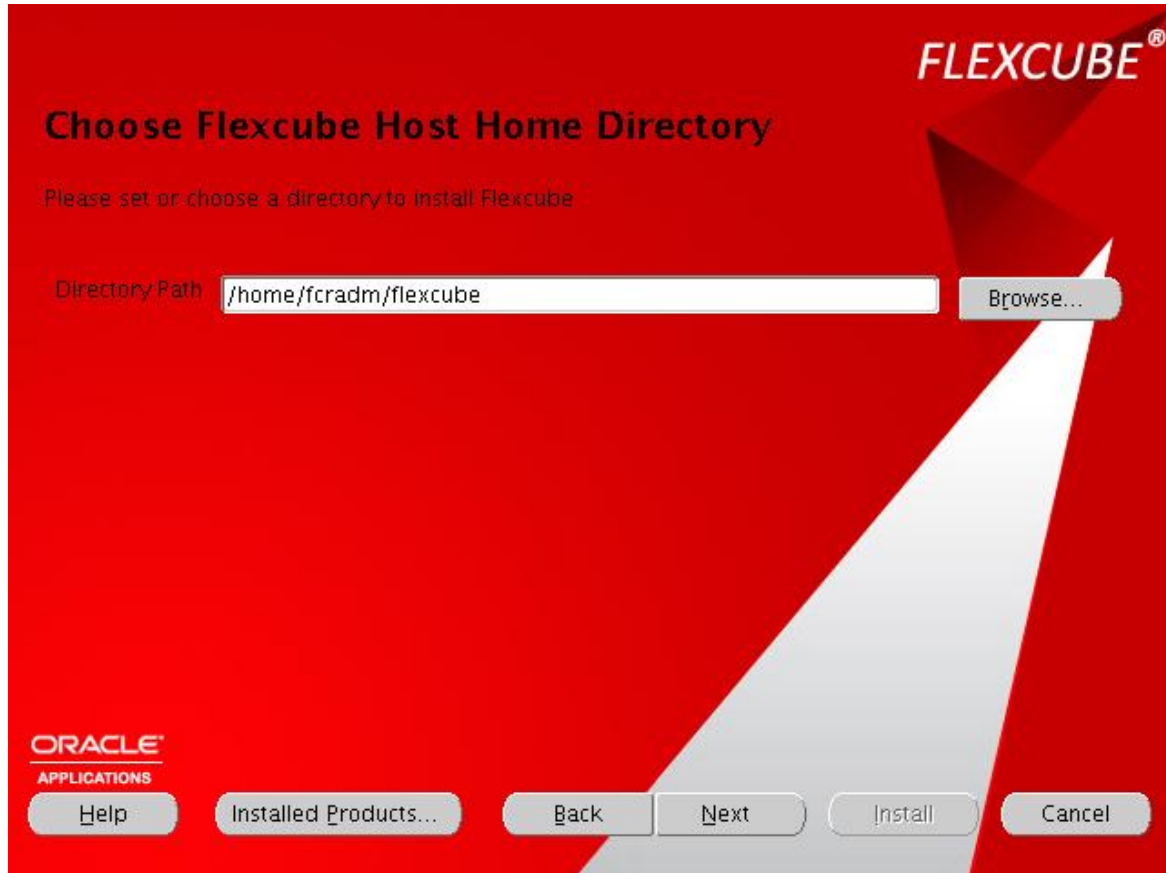 FLEXCUBE®
Choose Flexcube Host Home Directory
Please set or choose a directory to install Flexcube
Directory Path /home/fcradm/flexcube Browse...
ORACLE®
APPLICATIONS
Help Installed Products... Back Next Install Cancel